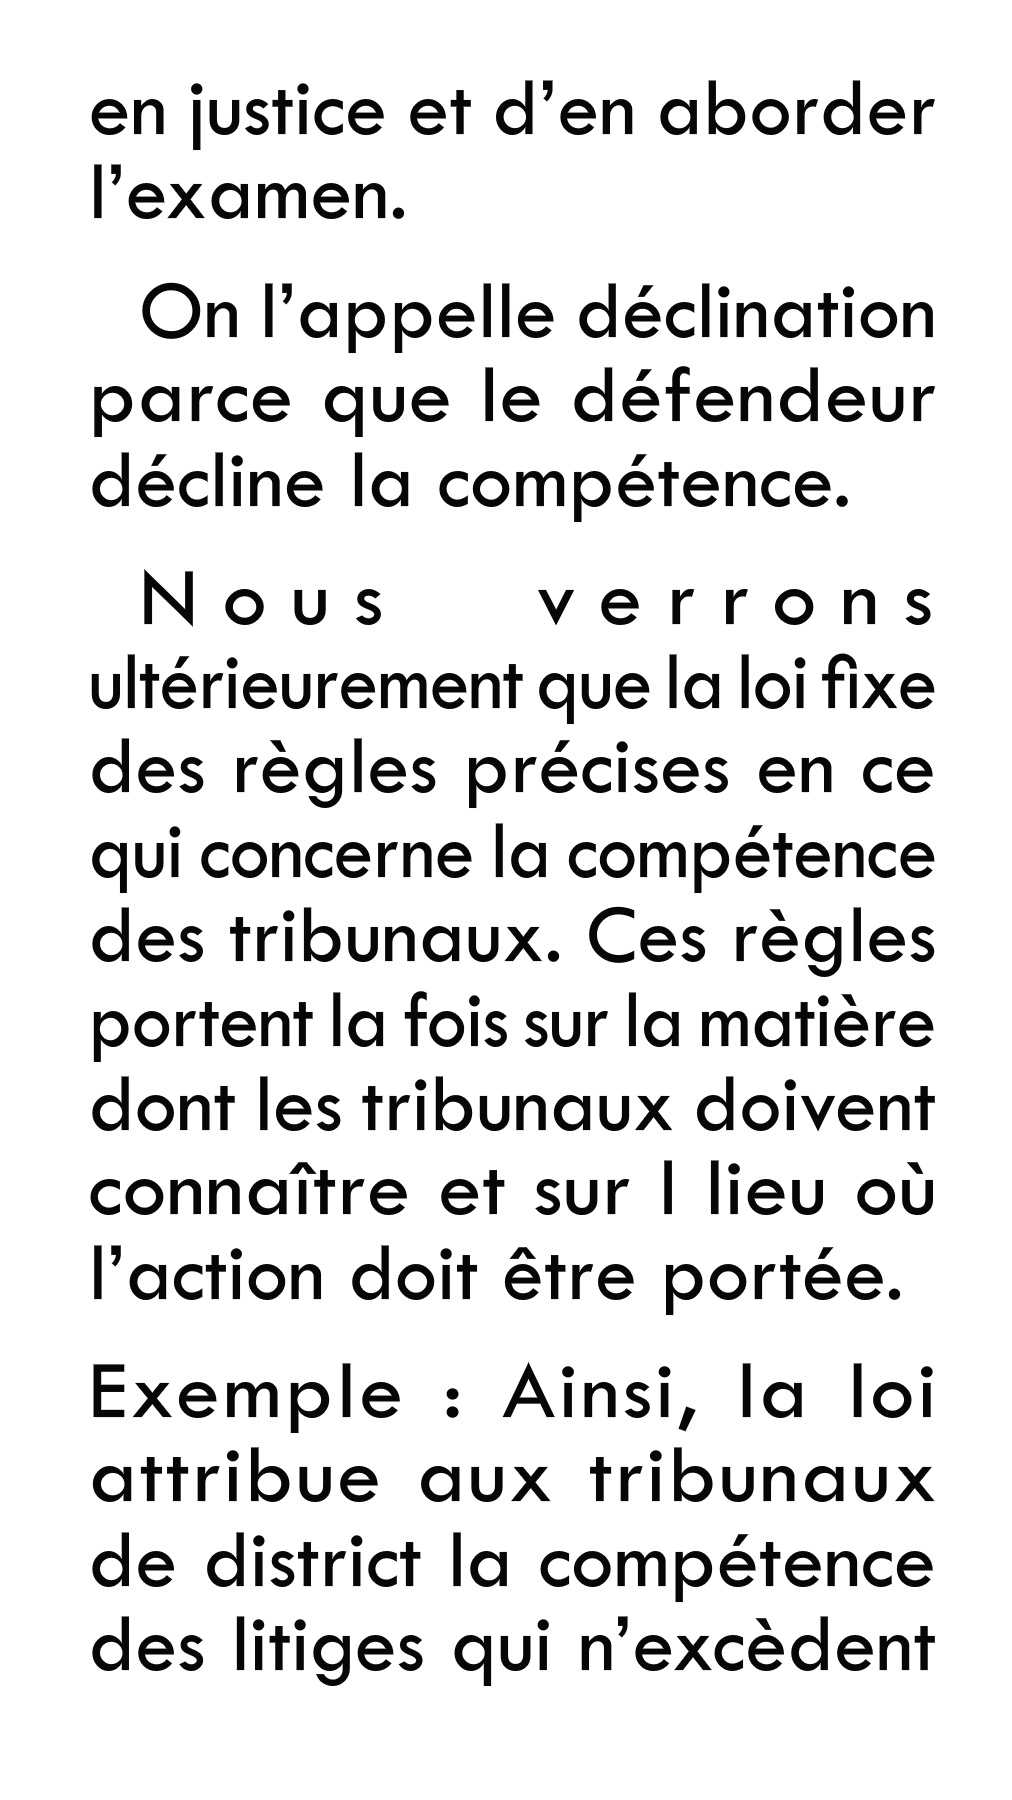 en justice et d’en aborder
l’examen.
On l’appelle déclination
parce que le défendeur
décline la compétence.
Nous verrons
ultérieurement que la loi fixe
des règles précises en ce
qui concerne la compétence
des tribunaux. Ces règles
portent la fois sur la matière
dont les tribunaux doivent
connaître et sur l lieu où
l’action doit être portée.
Exemple : Ainsi, la loi
attribue aux tribunaux
de district la compétence
des litiges qui n’excèdent